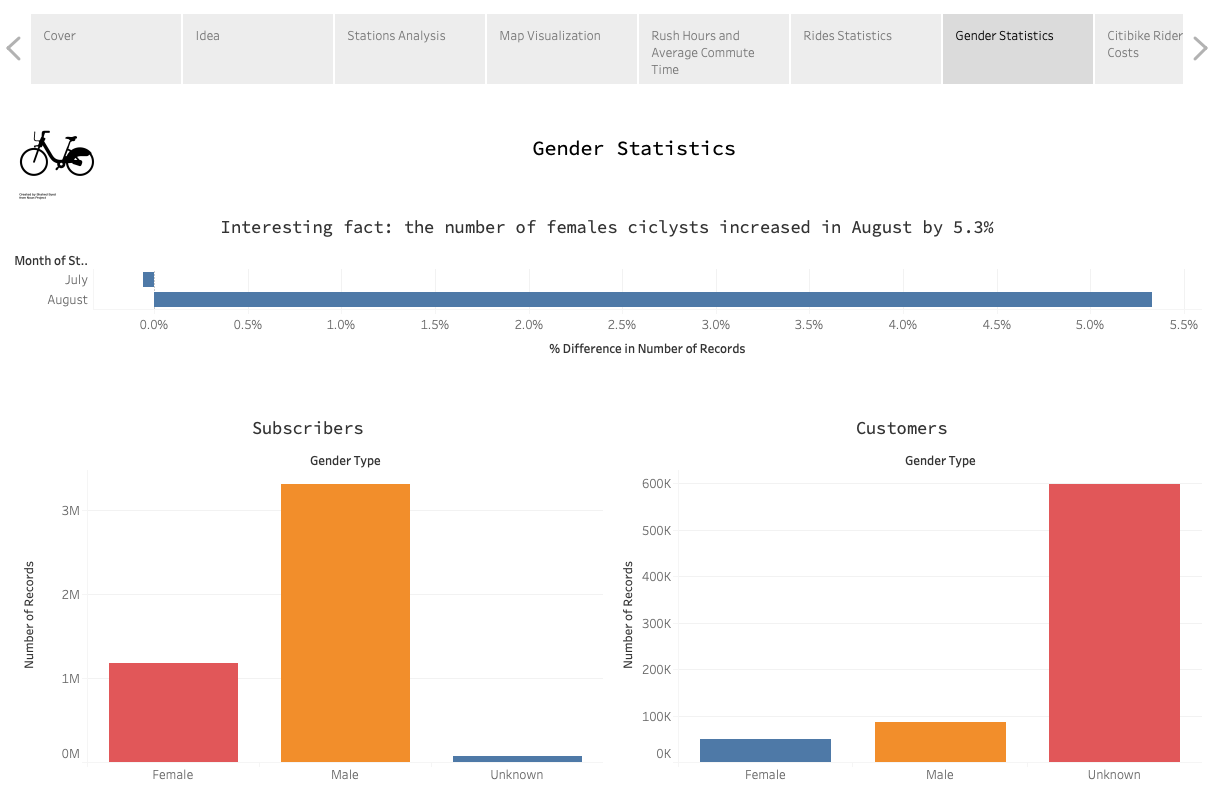 Cover
Idea
Stations Analysis
Map Visualization
Rush Hours and
Average Commute
Time
Rides Statistics
Gender Statistics
Citibike Rider
Costs
Gender Statistics
Interesting fact: the number of females ciclysts increased in August by 5.3%
Month of St..
July
August
0.0% 0.5% 1.0% 1.5% 2.0% 2.5% 3.0% 3.5% 4.0% 4.5% 5.0% 5.5%
% Difference in Number of Records
Subscribers
Gender Type
Number of Records
3M
2M
1M
0M
Female Male Unknown
Customers
Gender Type
Number of Records
600K
500K
400K
300K
200K
100K
0K
Female Male Unknown